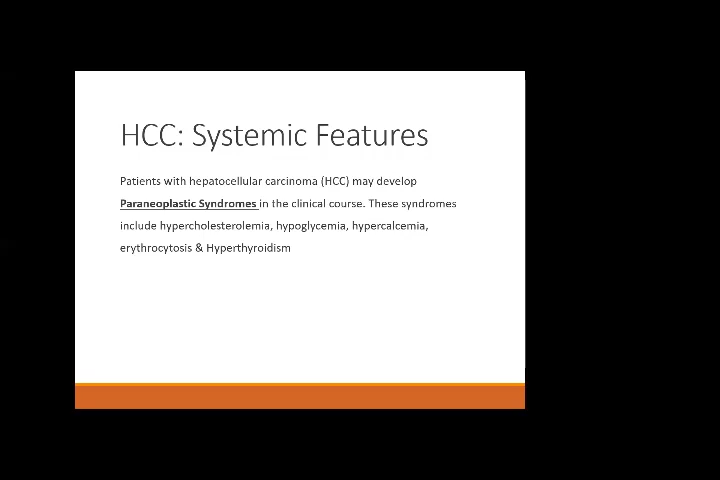 HCC: Systemic Features
Patients with hepatocellular carcinoma (HCC) may develop
Paraneoplastic Syndromes in the clinical course. These syndromes
include hypercholesterolemia, hypoglycemia, hypercalcemia,
erythrocytosis & Hyperthyroidism